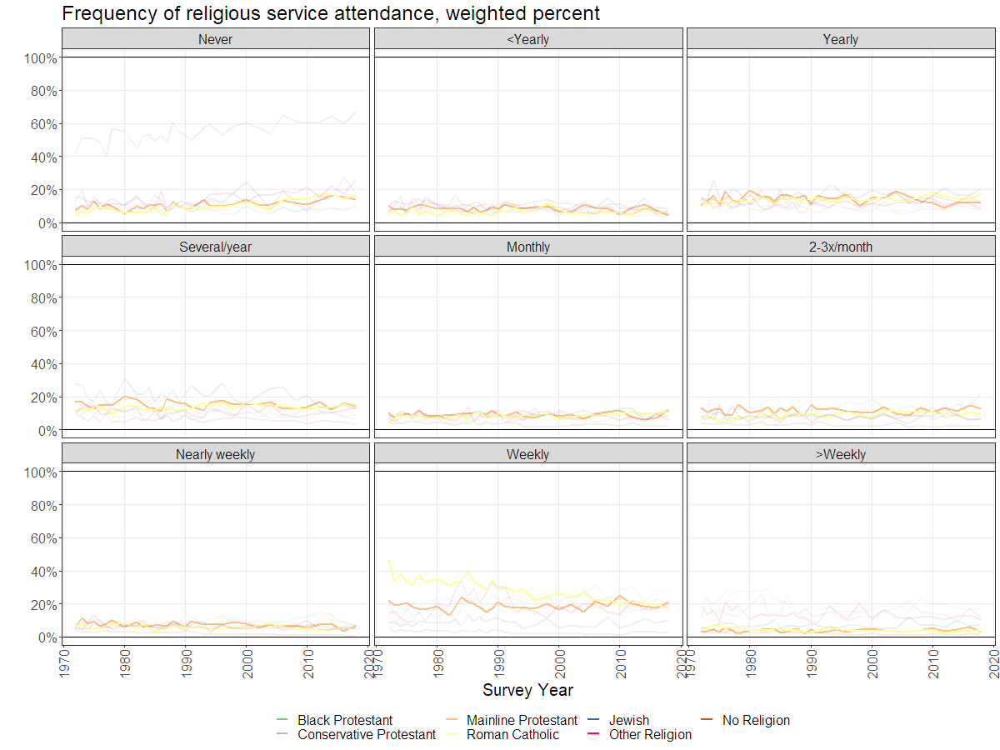 Frequency of religious service attendance, weighted percent
Never
<Yearly
Yearly
100%
80%
60%
40%
20%
0%
Several/year
Monthly
2-3x/month
100%
80%
60%
40%
20%
0%
Nearly weekly
Weekly
>Weekly
100%
80%
60%
40%
20%
0%
1970 1980 1990 2000 2010 2020
1970 1980 1990 2000 2010 2020
1970 1980 1990 2000 2010 2020
Survey Year
Black Protestant Mainline Protestant Jewish No Religion
Conservative Protestant Roman Catholic Other Religion